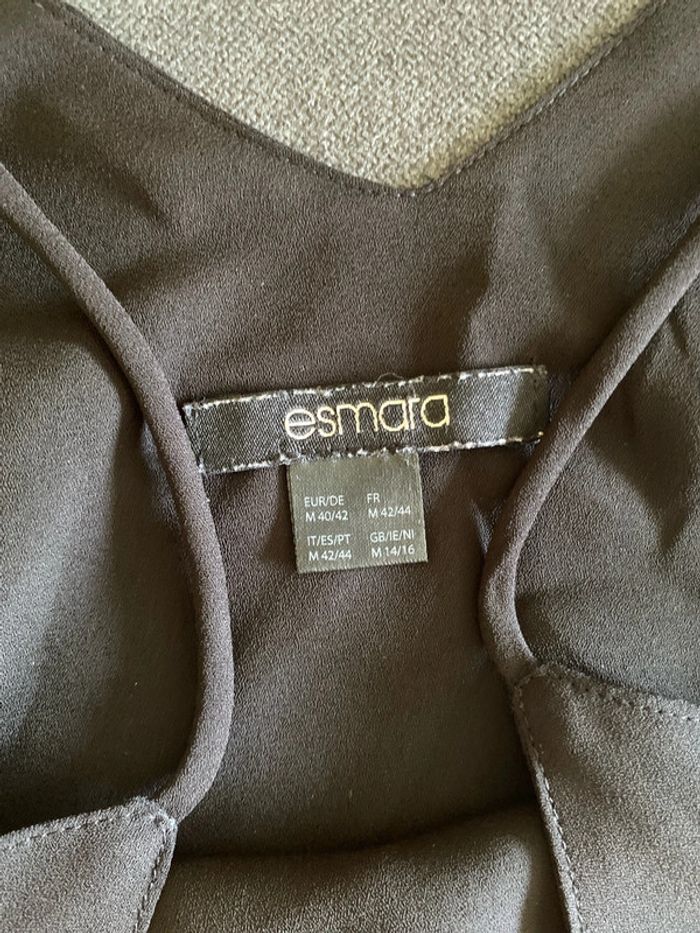 esmara
EUR/DE FR
M 40/42 M 42/44
IT/ES/PT GB/IE/NI
M 42/44 M 14/16